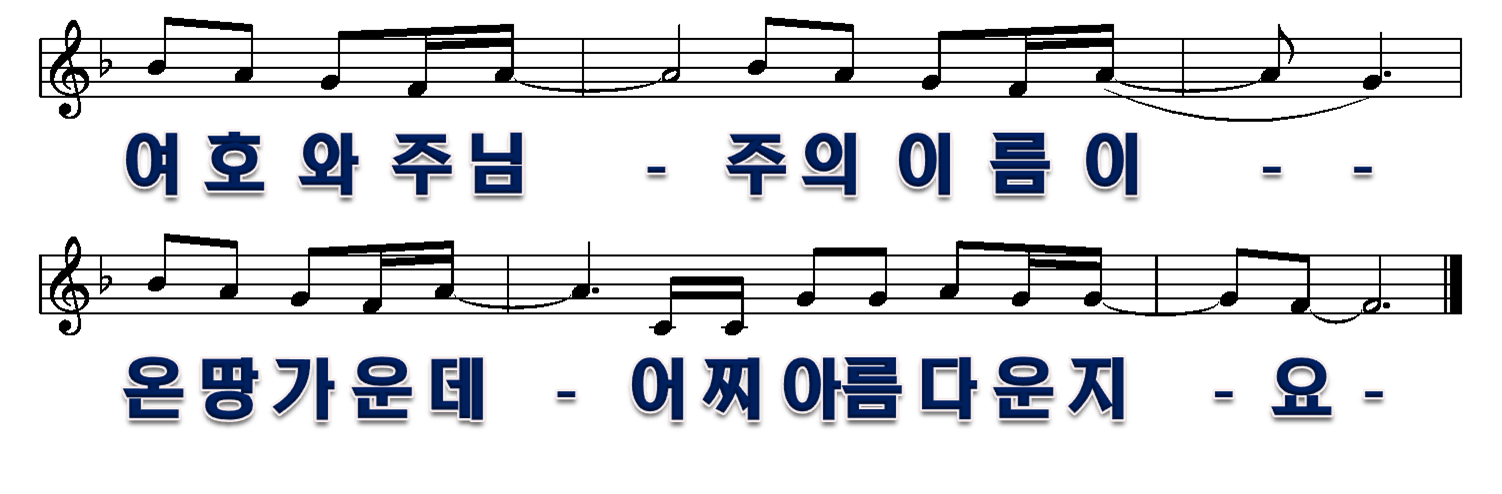 여 호 와 주 님 - 주 의 이 름 이 - -
온 땅 가 운 데 - 어 찌 아 름 다 운 지 - 요 -